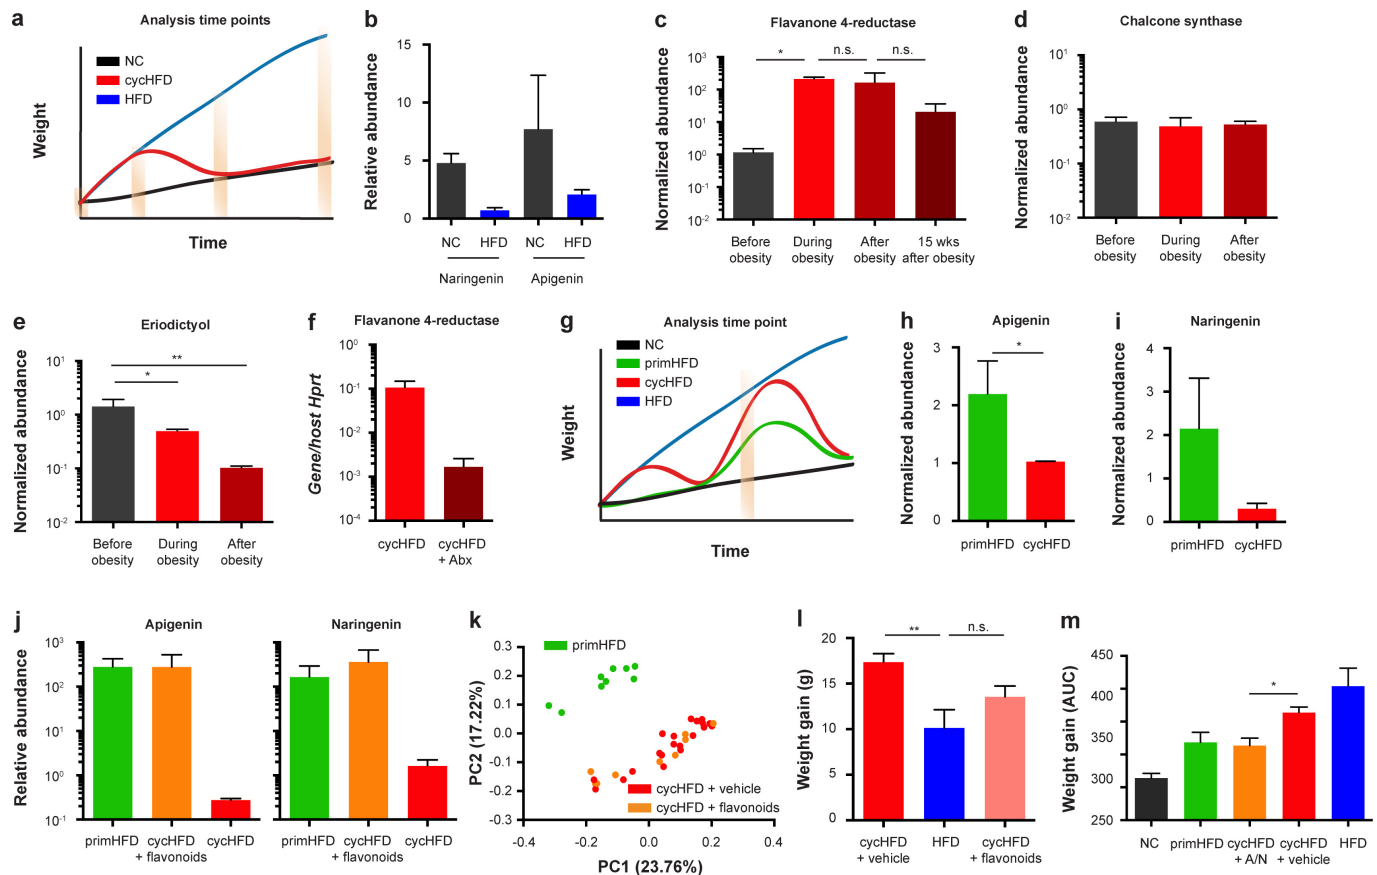 a
Analysis time points
NC
cycHFD
HFD
Weight
Time
b
Relative abundance
15
10
5
0
NC HFD NC HFD
Naringenin Apigenin
c
Flavanone 4-reductase
Normalized abundance
* n.s. n.s.
10³
10²
10¹
10⁰
10⁻¹
10⁻²
Before During After 15 wks
obesity obesity obesity after obesity
d
Chalcone synthase
Normalized abundance
10¹
10⁰
10⁻¹
10⁻²
Before During After
obesity obesity obesity
e
Eriodictyol
Normalized abundance
**
*
10¹
10⁰
10⁻¹
10⁻²
Before During After
obesity obesity obesity
f
Flavanone 4-reductase
Gene/host Hprt
10⁰
10⁻¹
10⁻²
10⁻³
10⁻⁴
cycHFD cycHFD
+ Abx
g
Analysis time point
NC
primHFD
cycHFD
HFD
Weight
Time
h
Apigenin
Normalized abundance
*
3
2
1
0
primHFD cycHFD
i
Naringenin
Normalized abundance
4
3
2
1
0
primHFD cycHFD
j
Apigenin
Naringenin
Relative abundance
10³
10²
10¹
10⁰
10⁻¹
primHFD cycHFD cycHFD
+ flavonoids
primHFD cycHFD cycHFD
+ flavonoids
k
PC2 (17.22%)
0.3
0.2
0.1
0.0
-0.1
-0.2
-0.3
primHFD
cycHFD + vehicle
cycHFD + flavonoids
-0.4 -0.2 0.0 0.2 0.4
PC1 (23.76%)
l
Weight gain (g)
** n.s.
20
15
10
5
0
cycHFD HFD cycHFD
+ vehicle + flavonoids
m
Weight gain (AUC)
*
450
400
350
300
250
NC primHFD cycHFD cycHFD HFD
+ A/N + vehicle